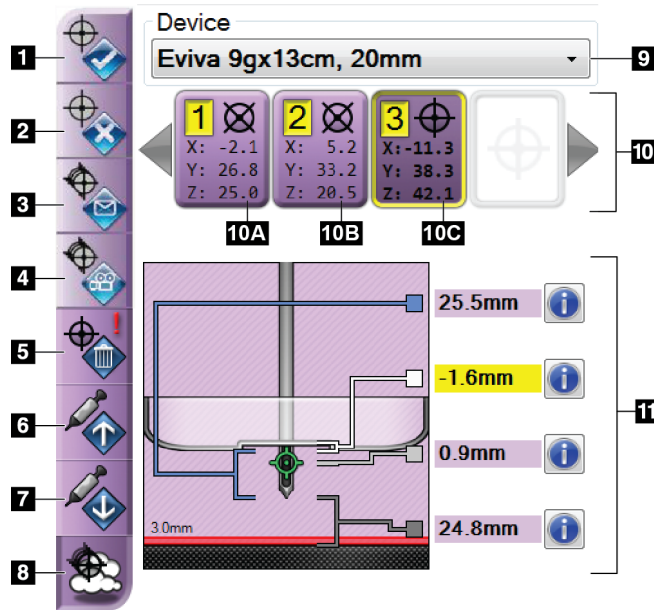 Device
1
Eviva 9gx13cm, 20mm
9
2
1
X: -2.1
Y: 26.8
Z: 25.0
2
X: 5.2
Y: 33.2
Z: 20.5
3
X:-11.3
Y: 38.3
Z: 42.1
10
3
10A
10B
10C
4
25.5mm
5
!
-1.6mm
11
6
0.9mm
7
3.0mm
24.8mm
8
i
i
i
i